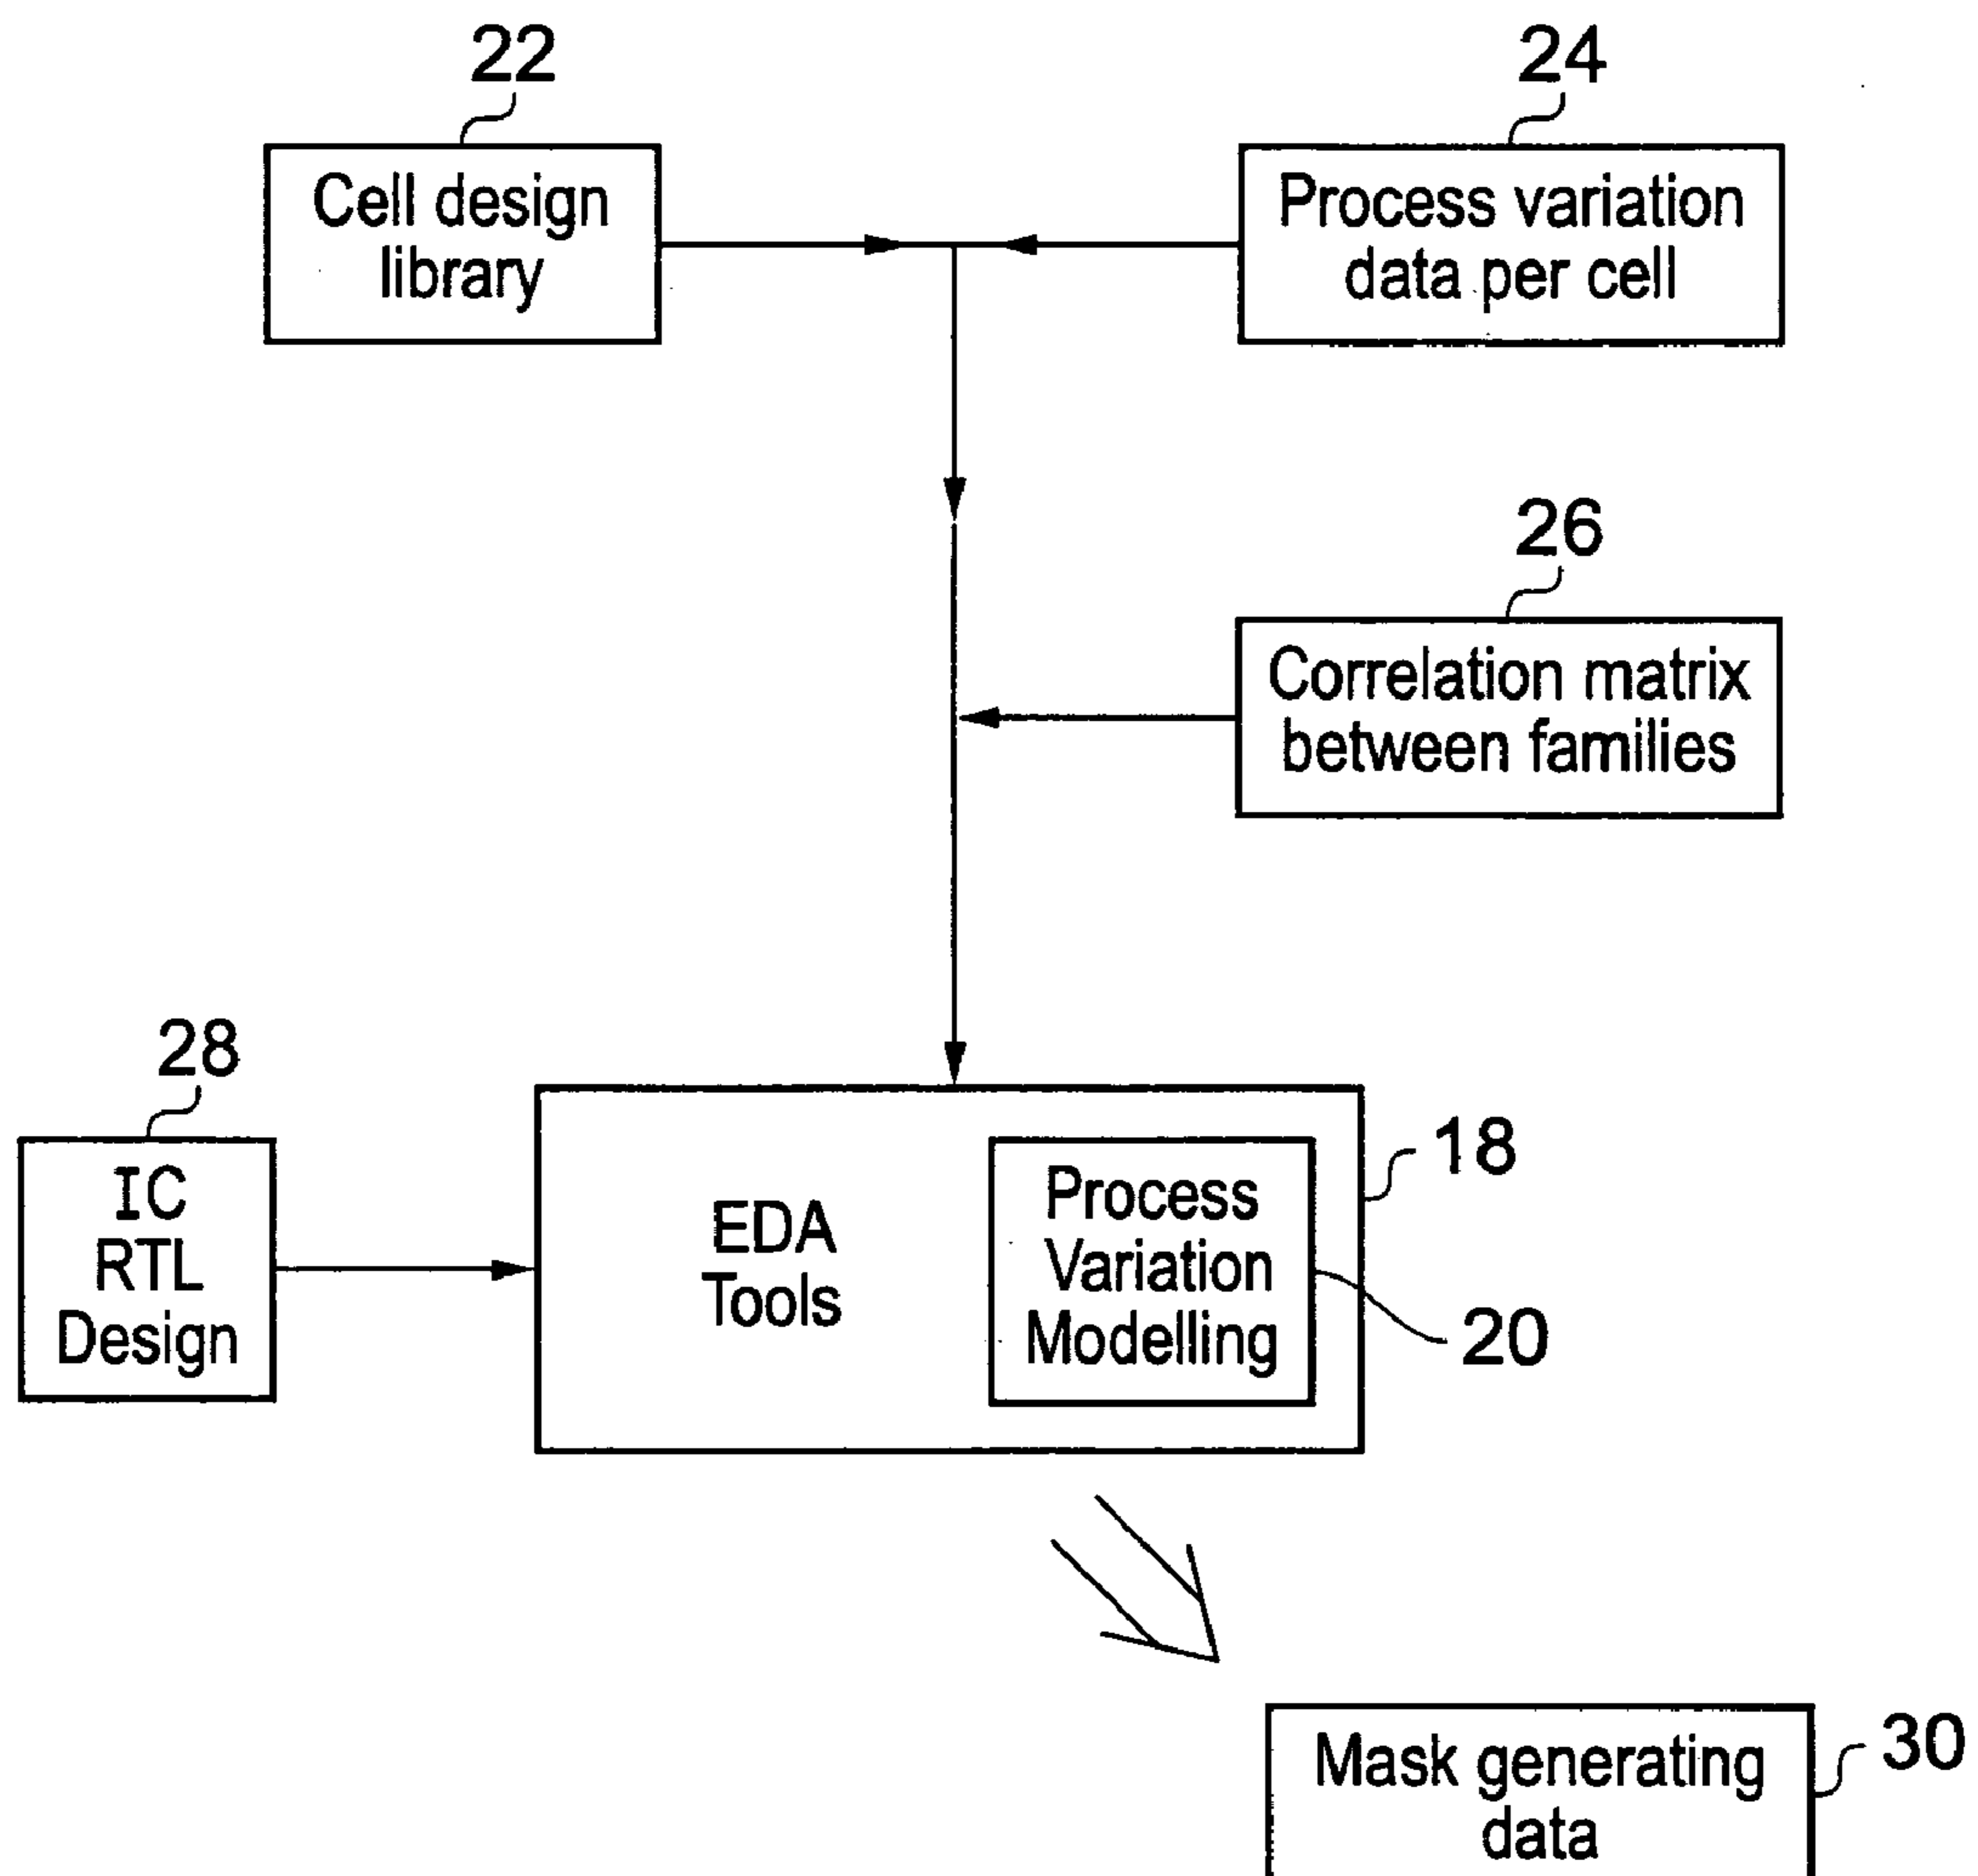 22
24
Cell design
library
Process variation
data per cell
26
Correlation matrix
between families
28
IC
RTL
Design
EDA
Tools
Process
Variation
Modelling
18
20
Mask generating
data
30